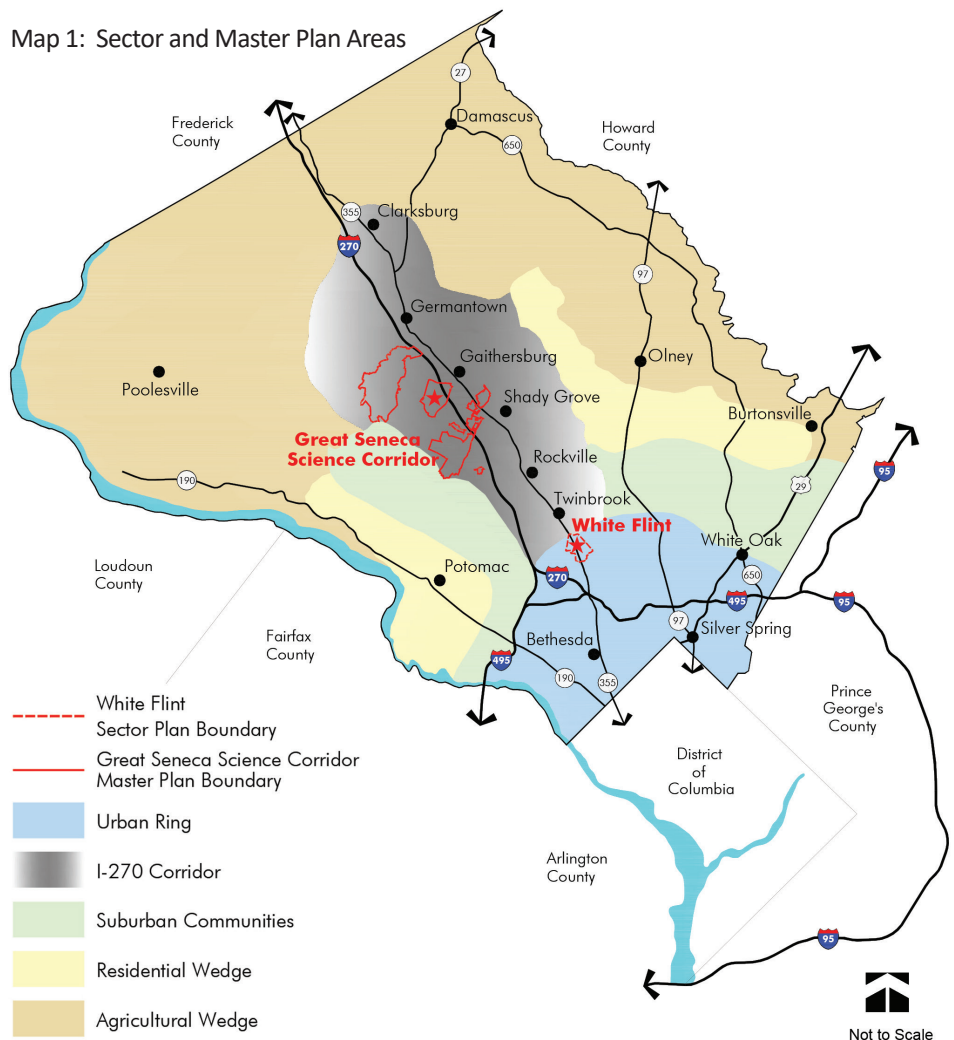 Map 1: Sector and Master Plan Areas
27
Damascus
Frederick
County
Howard
County
650
355
Clarksburg
270
97
Germantown
Olney
Gaithersburg
Poolesville
Shady Grove
Burtonsville
Great Seneca
Science Corridor
Rockville
95
190
29
Twinbrook
White Flint
White Oak
Loudoun
County
Potomac
270
650
495
95
97
Silver Spring
Fairfax
County
Bethesda
495
190
355
Prince
George's
County
White Flint
Sector Plan Boundary
Great Seneca Science Corridor
Master Plan Boundary
District
of
Columbia
Urban Ring
I-270 Corridor
Arlington
County
Suburban Communities
95
Residential Wedge
Agricultural Wedge
Not to Scale